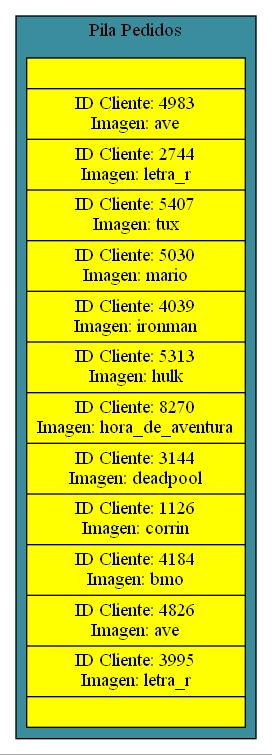 Pila Pedidos
ID Cliente: 4983
Imagen: ave
ID Cliente: 2744
Imagen: letra_r
ID Cliente: 5407
Imagen: tux
ID Cliente: 5030
Imagen: mario
ID Cliente: 4039
Imagen: ironman
ID Cliente: 5313
Imagen: hulk
ID Cliente: 8270
Imagen: hora_de_aventura
ID Cliente: 3144
Imagen: deadpool
ID Cliente: 1126
Imagen: corrin
ID Cliente: 4184
Imagen: bmo
ID Cliente: 4826
Imagen: ave
ID Cliente: 3995
Imagen: letra_r